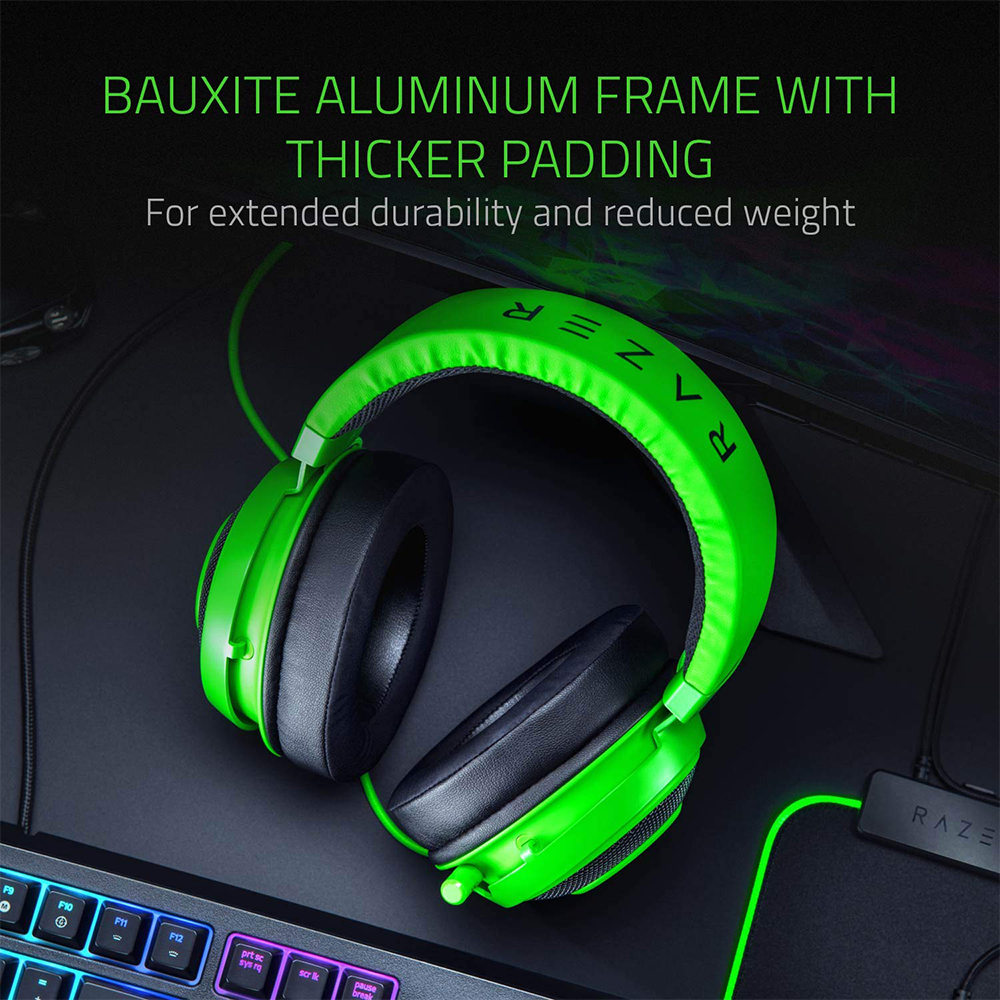 BAUXITE ALUMINUM FRAME WITH
THICKER PADDING
For extended durability and reduced weight
RAZER
RAZE
F9
M
F10
G
F11
F12
prt sc
sys rq
scr lk
pause
break
=